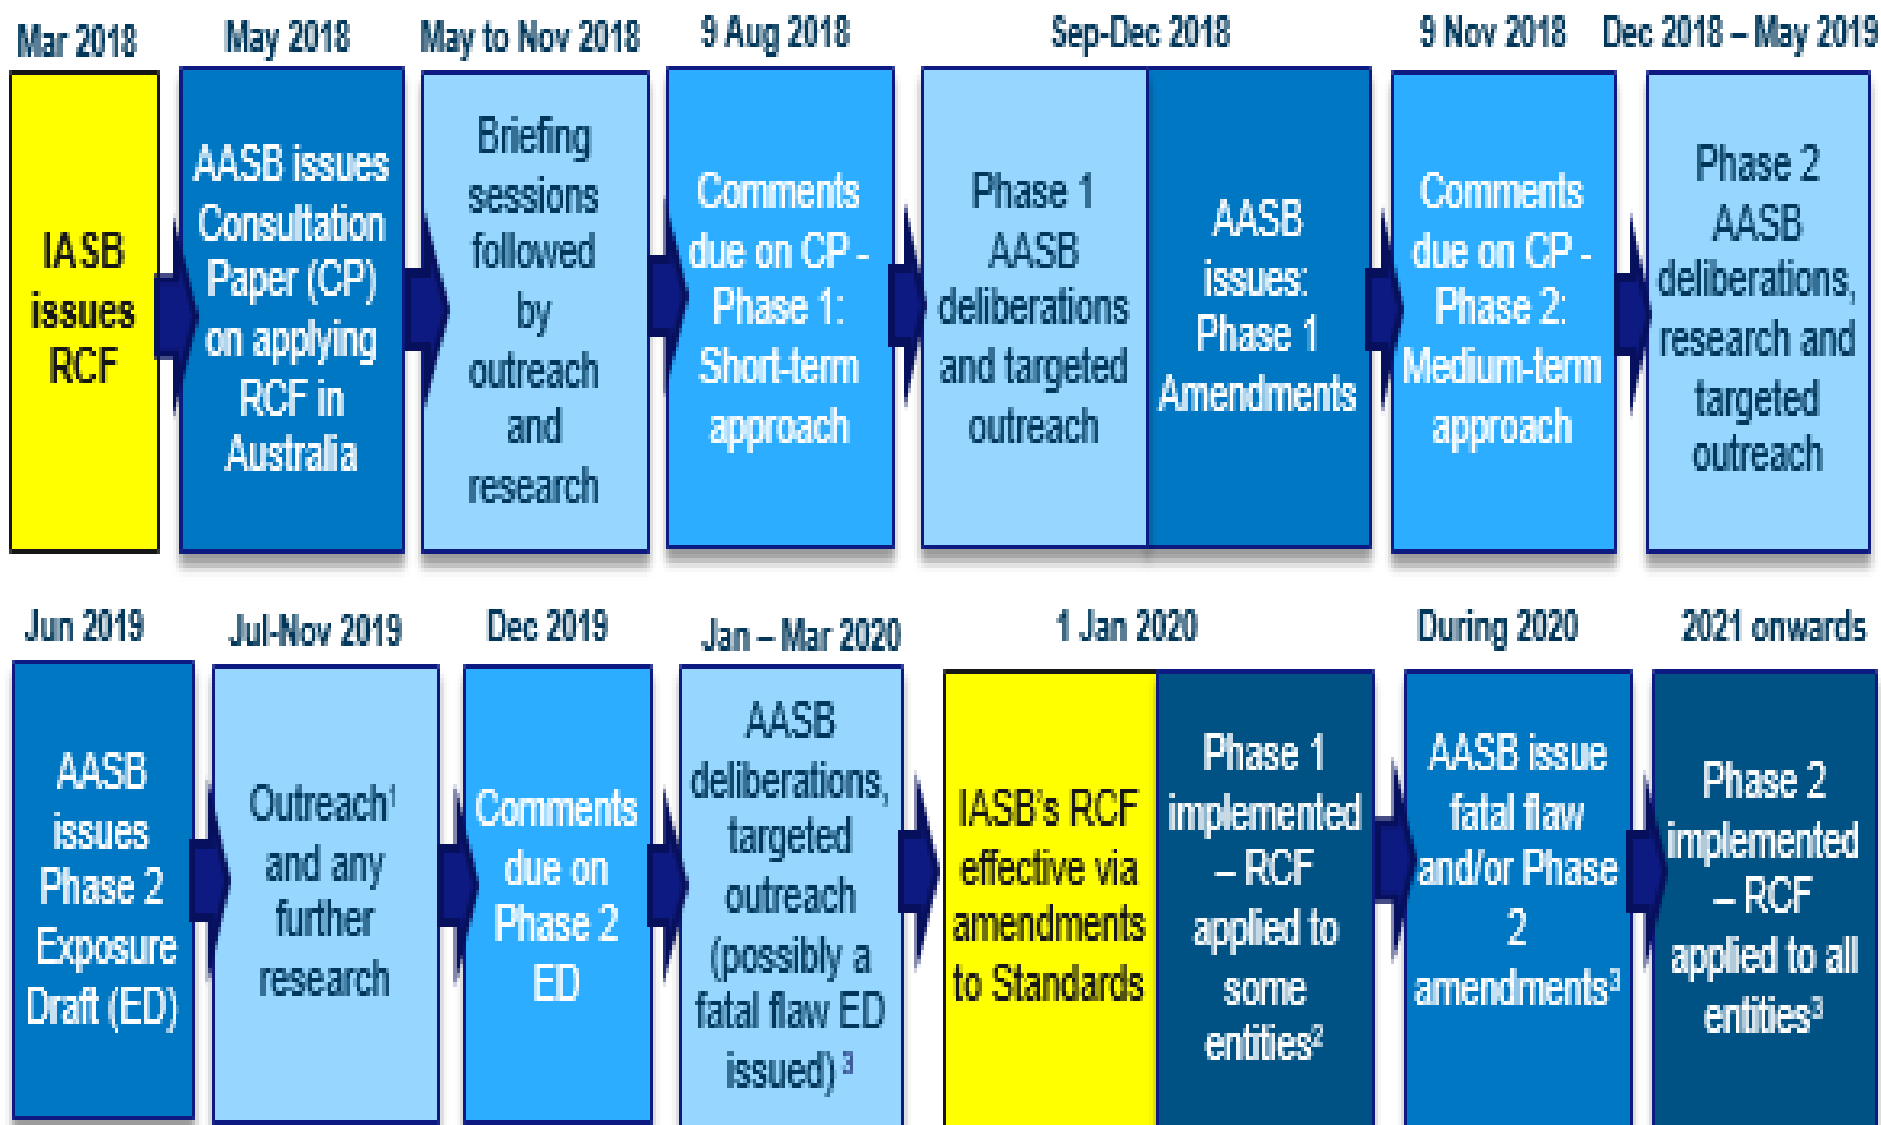 Mar 2018
May 2018
May to Nov 2018
9 Aug 2018
Sep-Dec 2018
9 Nov 2018
Dec 2018 – May 2019
IASB
issues
RCF
AASB issues
Consultation
Paper (CP)
on applying
RCF in
Australia
Briefing
sessions
followed
by
outreach
and
research
Comments
due on CP -
Phase 1:
Short-term
approach
Phase 1
AASB
deliberations
and targeted
outreach
AASB
issues:
Phase 1
Amendments
Comments
due on CP -
Phase 2:
Medium-term
approach
Phase 2
AASB
deliberations,
research and
targeted
outreach
Jun 2019
Jul-Nov 2019
Dec 2019
Jan – Mar 2020
1 Jan 2020
During 2020
2021 onwards
AASB
issues
Phase 2
Exposure
Draft (ED)
Outreach¹
and any
further
research
Comments
due on
Phase 2
ED
AASB
deliberations,
targeted
outreach
(possibly a
fatal flaw ED
issued) ³
IASB's RCF
effective via
amendments
to Standards
Phase 1
implemented
– RCF
applied to
some
entities²
AASB issue
fatal flaw
and/or Phase
2
amendments³
Phase 2
implemented
– RCF
applied to all
entities³